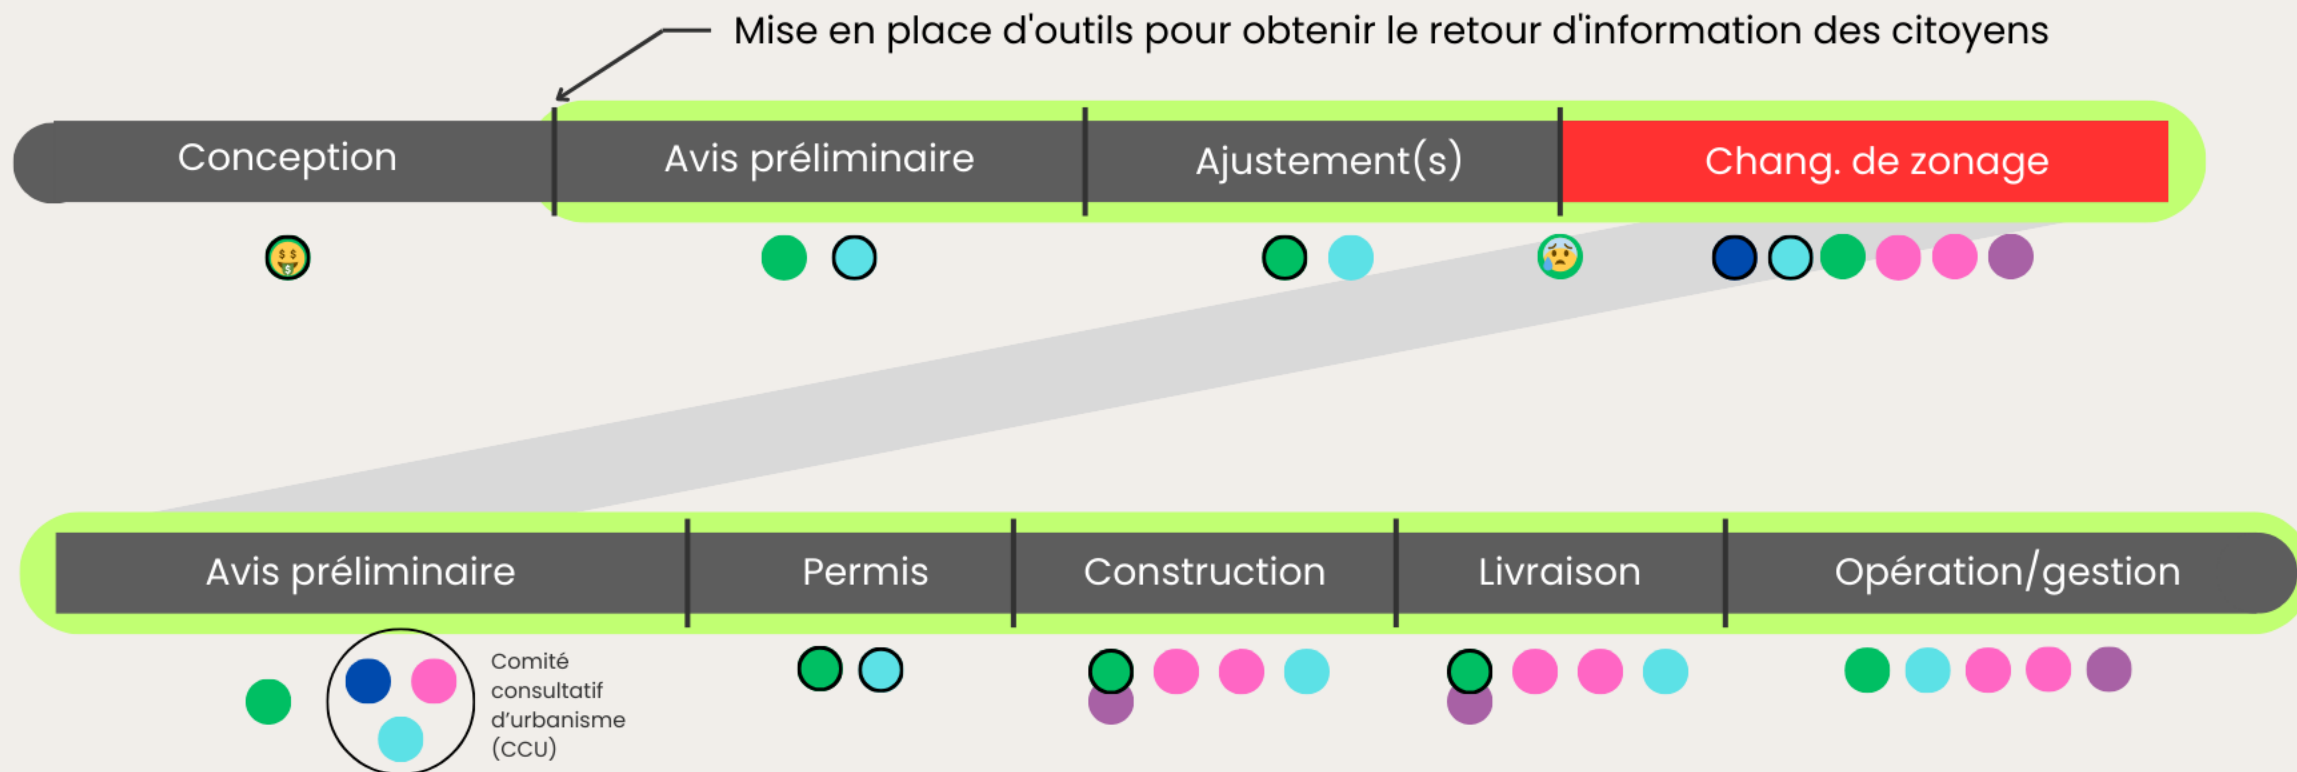 Mise en place d'outils pour obtenir le retour d'information des citoyens
Conception
Avis préliminaire
Ajustement(s)
Chang. de zonage
Avis préliminaire
Permis
Construction
Livraison
Opération/gestion
Comité
consultatif
d’urbanisme
(CCU)